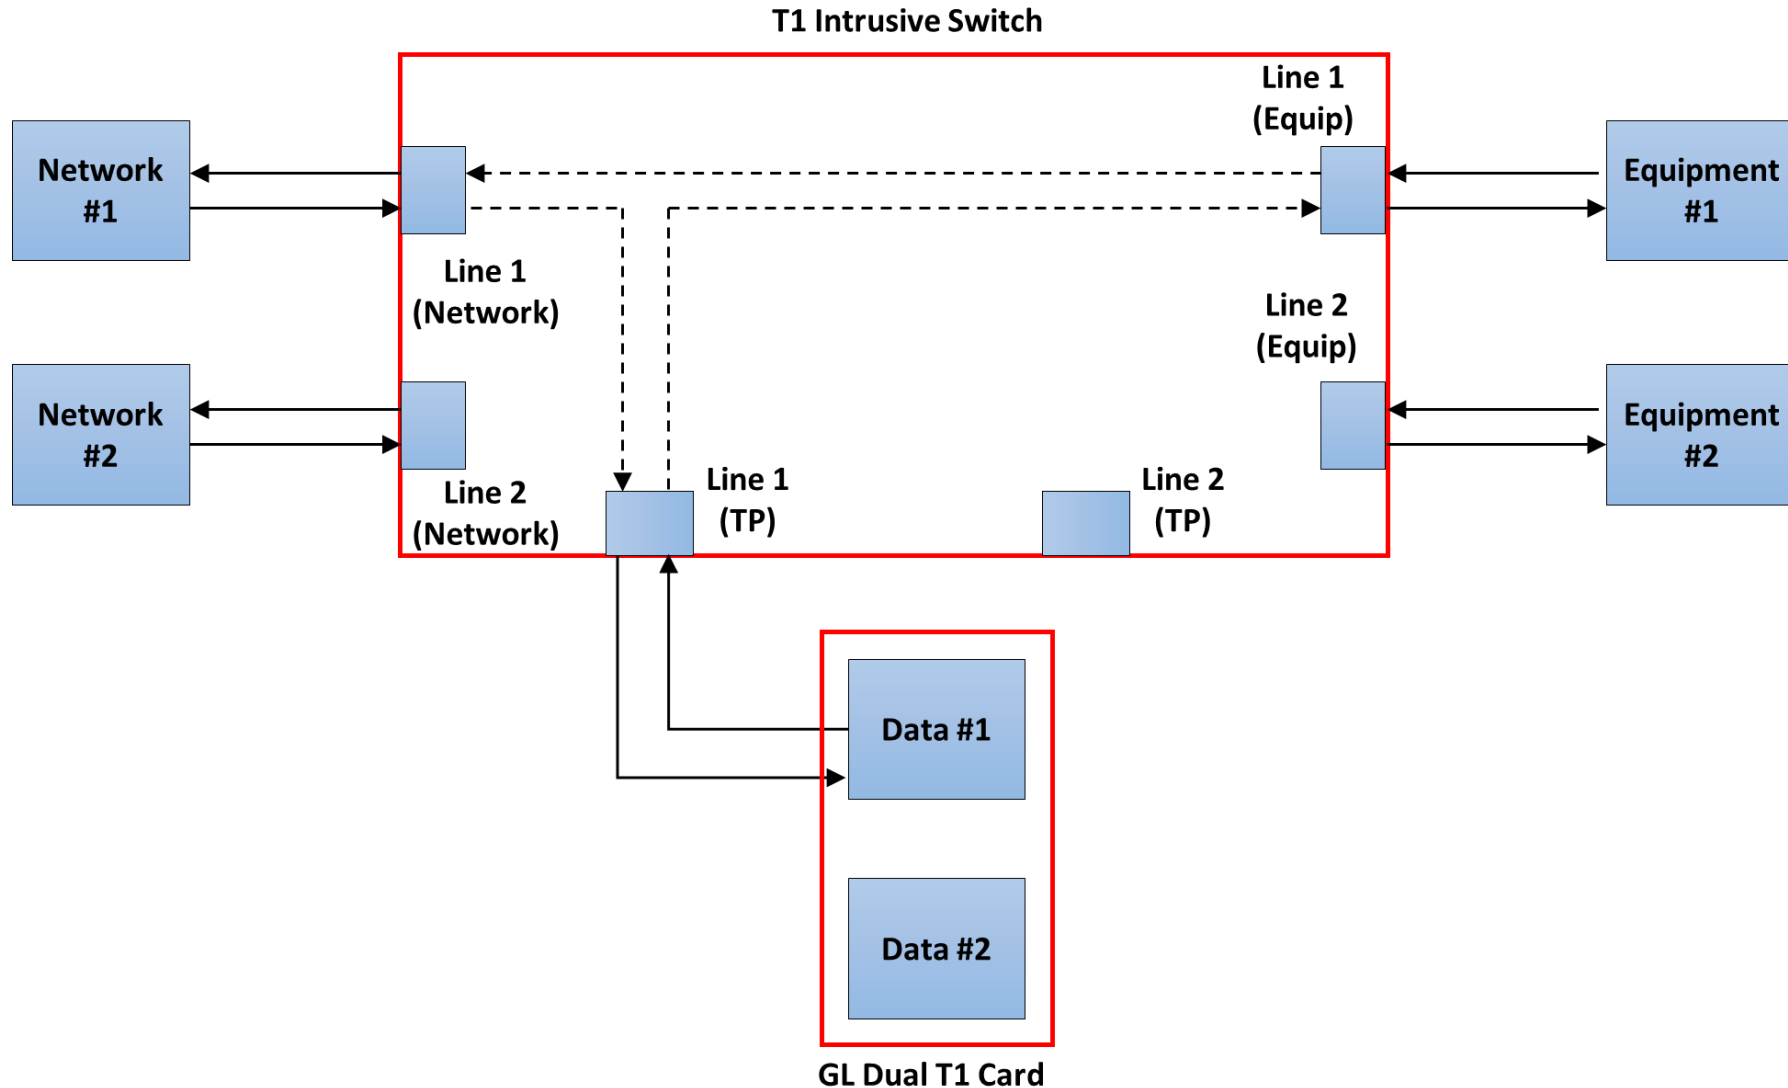 T1 Intrusive Switch
Line 1
(Equip)
Network
#1
Equipment
#1
Line 1
(Network)
Line 2
(Equip)
Network
#2
Equipment
#2
Line 2
(Network)
Line 1
(TP)
Line 2
(TP)
Data #1
Data #2
GL Dual T1 Card